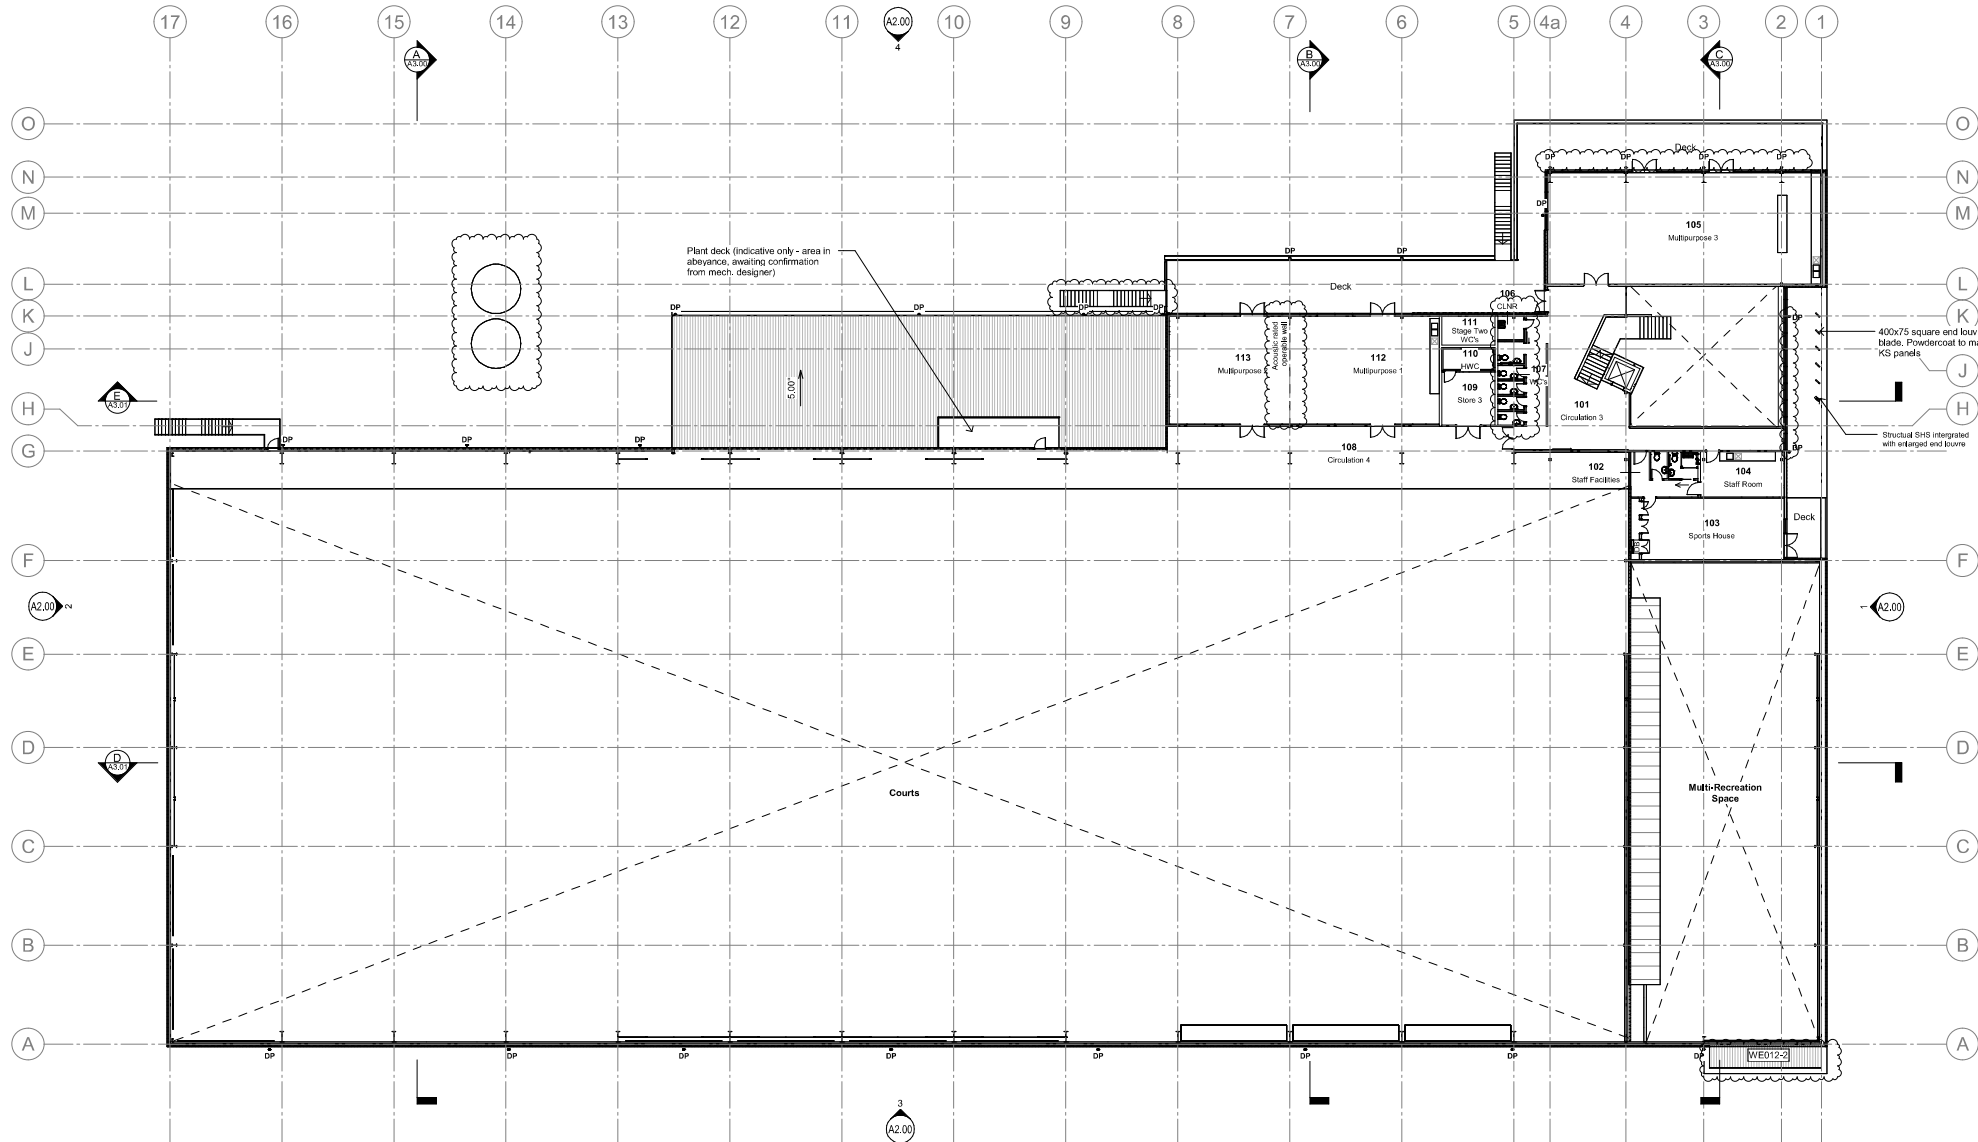 17 16 15 14 13 12 11 10 9 8 7 6 5 4a 4 3 2 1
A2.00
4
A
A3.00
B
A3.00
C
A3.00
O
O
Deck
DP DP DP DP
N
N
M
DP
M
105
Multipurpose 3
Plant deck (indicative only - area in
abeyance, awaiting confirmation
from mech. designer)
DP DP
L
Deck
L
106
CLNR
DP DP DP DP
K
K
DP
111
Stage Two
WC's
400x75 square end louv
blade. Powdercoat to ma
KS panels
J
J
Acoustic rated
operable wall
113
Multipurpose
112
Multipurpose 1
110
HWC
107
WC's
5.00°
109
Store 3
101
Circulation 3
E
A3.01
H
H
Structual SHS intergrated
with enlarged end louvre
DP DP DP
G
DP
108
Circulation 4
102
Staff Facilities
104
Staff Room
103
Sports House
Deck
F
F
A2.00
2
1
A2.00
E
E
D
D
D
A3.01
Courts
Multi-Recreation
Space
C
C
B
B
A
A
DP DP DP DP DP DP DP DP
WE012-2
3
A2.00